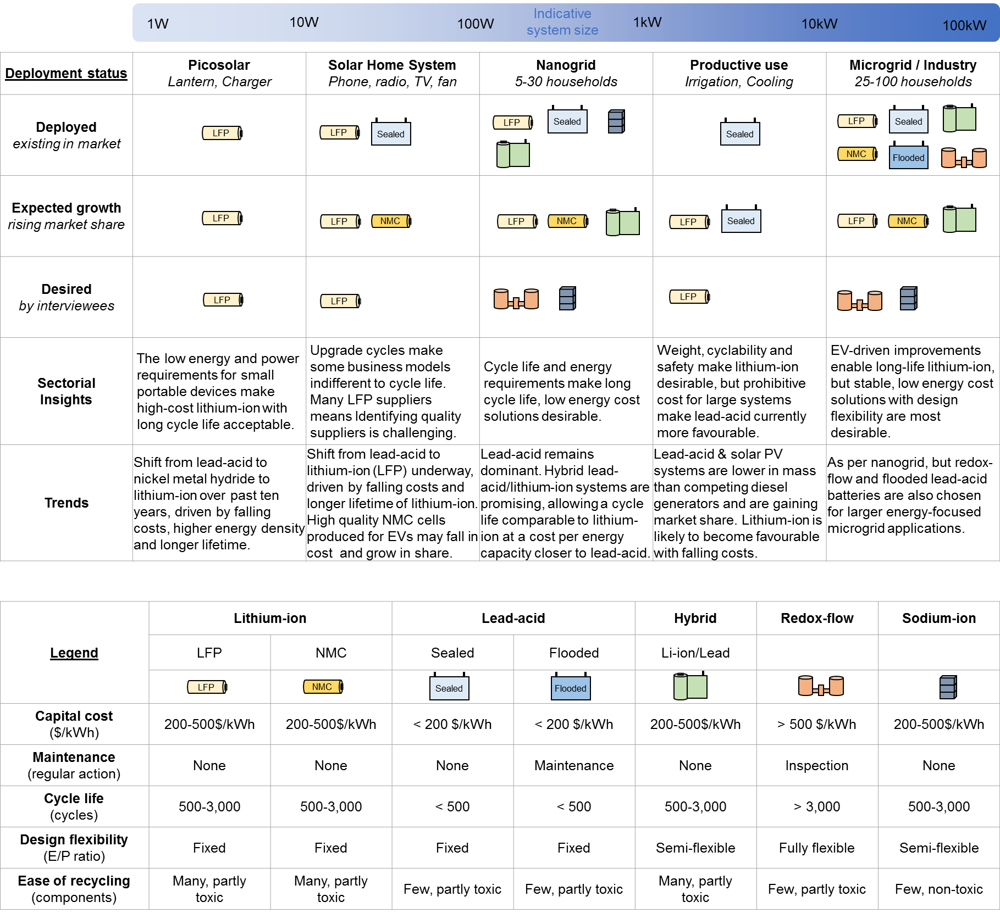 Indicative
system size
1W
10W
100W
1kW
10kW
100kW
Deployment status
Picosolar
Lantern, Charger
Solar Home System
Phone, radio, TV, fan
Nanogrid
5-30 households
Productive use
Irrigation, Cooling
Microgrid / Industry
25-100 households
Deployed
existing in market
LFP
LFP
Sealed
LFP
Sealed
Sealed
LFP
Sealed
NMC
Flooded
Expected growth
rising market share
LFP
LFP
NMC
LFP
NMC
LFP
Sealed
LFP
NMC
Desired
by interviewees
LFP
LFP
LFP
Sectorial
Insights
The low energy and power
requirements for small
portable devices make
high-cost lithium-ion with
long cycle life acceptable.
Upgrade cycles make
some business models
indifferent to cycle life.
Many LFP suppliers
means Identifying quality
suppliers is challenging.
Cycle life and energy
requirements make long
cycle life, low energy cost
solutions desirable.
Weight, cyclability and
safety make lithium-ion
desirable, but prohibitive
cost for large systems
make lead-acid currently
more favourable.
EV-driven improvements
enable long-life lithium-ion,
but stable, low energy cost
solutions with design
flexibility are most
desirable.
Trends
Shift from lead-acid to
nickel metal hydride to
lithium-ion over past ten
years, driven by falling
costs, higher energy density
and longer lifetime.
Shift from lead-acid to
lithium-ion (LFP) underway,
driven by falling costs and
longer lifetime of lithium-ion.
High quality NMC cells
produced for EVs may fall in
cost and grow in share.
Lead-acid remains
dominant. Hybrid lead-
acid/lithium-ion systems are
promising, allowing a cycle
life comparable to lithium-
ion at a cost per energy
capacity closer to lead-acid.
Lead-acid & solar PV
systems are lower in mass
than competing diesel
generators and are gaining
market share. Lithium-ion is
likely to become favourable
with falling costs.
As per nanogrid, but redox-
flow and flooded lead-acid
batteries are also chosen
for larger energy-focused
microgrid applications.
Legend
Lithium-ion
Lead-acid
Hybrid
Redox-flow
Sodium-ion
LFP
NMC
Sealed
Flooded
Li-ion/Lead
LFP
NMC
Sealed
Flooded
Capital cost
($/kWh)
200-500$/kWh
200-500$/kWh
< 200 $/kWh
< 200 $/kWh
200-500$/kWh
> 500 $/kWh
200-500$/kWh
Maintenance
(regular action)
None
None
None
Maintenance
None
Inspection
None
Cycle life
(cycles)
500-3,000
500-3,000
< 500
< 500
500-3,000
> 3,000
500-3,000
Design flexibility
(E/P ratio)
Fixed
Fixed
Fixed
Fixed
Semi-flexible
Fully flexible
Semi-flexible
Ease of recycling
(components)
Many, partly
toxic
Many, partly
toxic
Few, partly toxic
Few, partly toxic
Many, partly
toxic
Few, partly toxic
Few, non-toxic